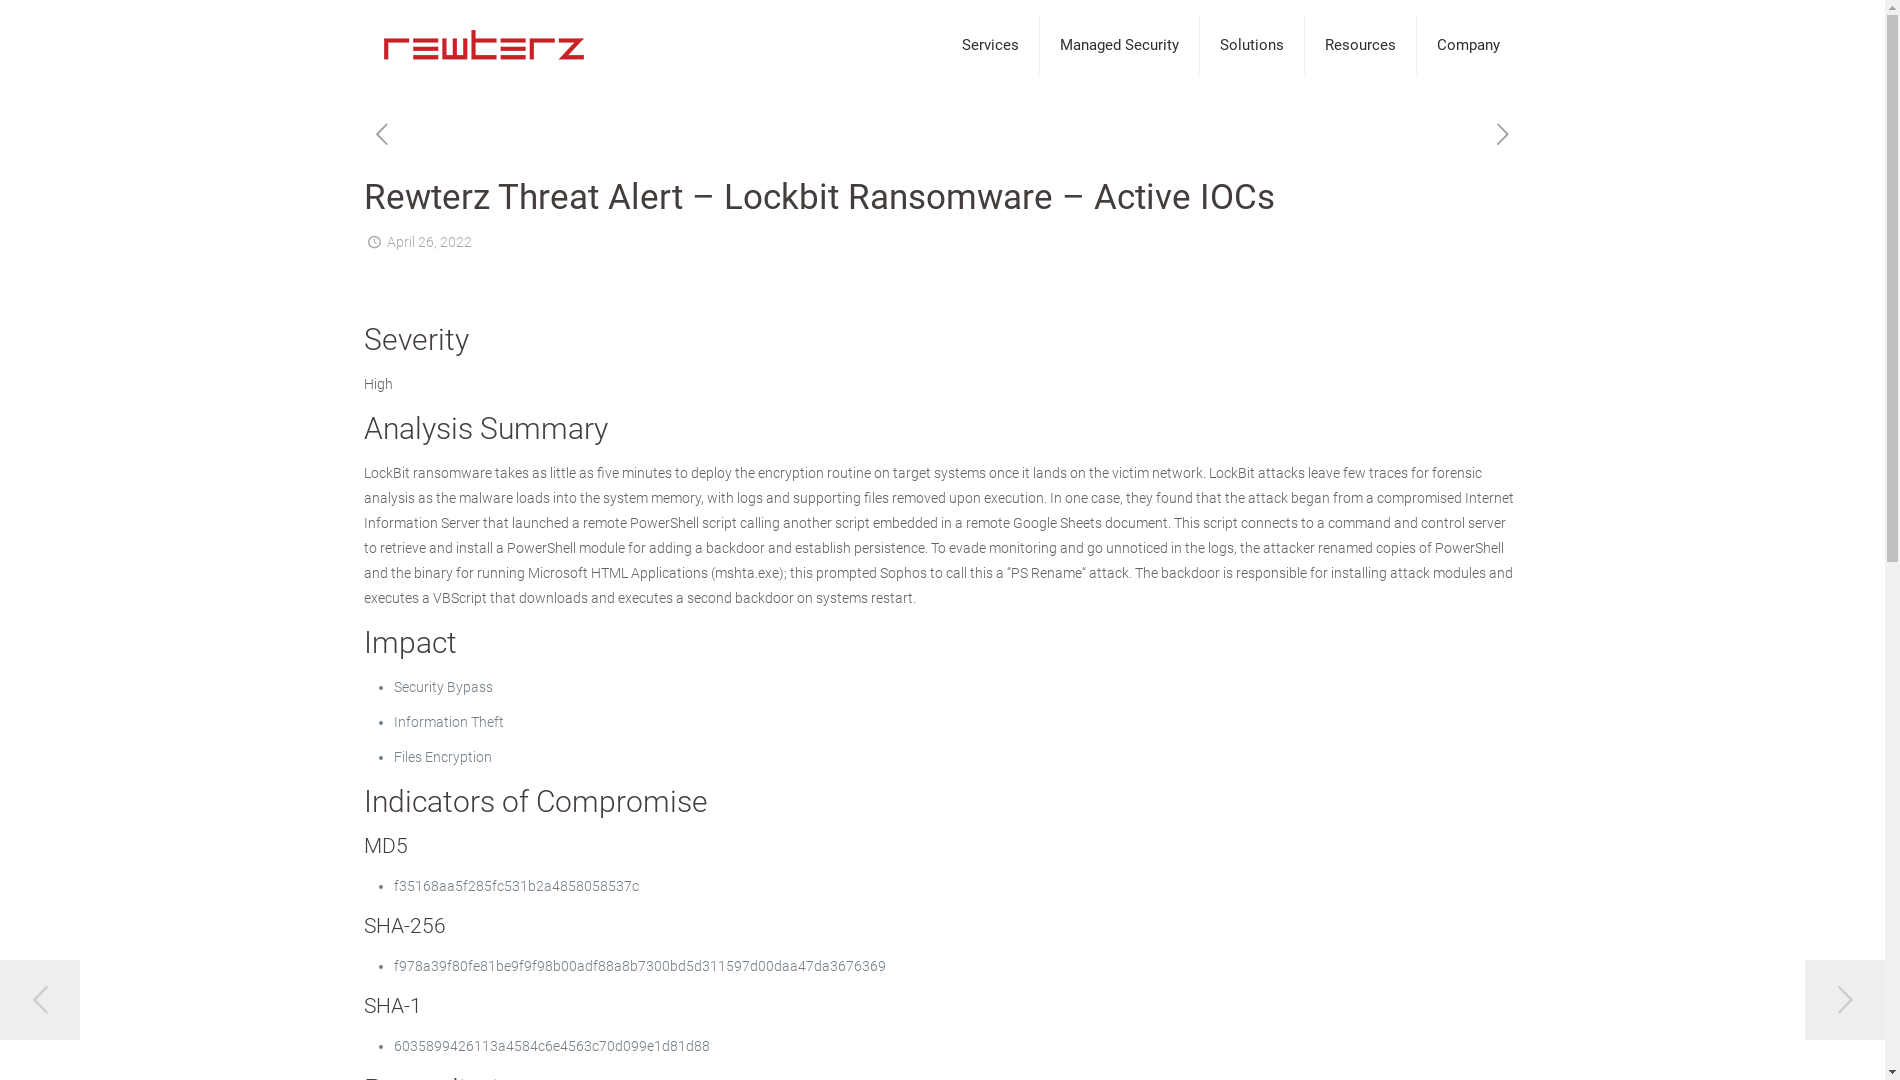 rewterz
Services
Managed Security
Solutions
Resources
Company
Rewterz Threat Alert – Lockbit Ransomware – Active IOCs
April 26, 2022
Severity
High
Analysis Summary
LockBit ransomware takes as little as five minutes to deploy the encryption routine on target systems once it lands on the victim network. LockBit attacks leave few traces for forensic
analysis as the malware loads into the system memory, with logs and supporting files removed upon execution. In one case, they found that the attack began from a compromised Internet
Information Server that launched a remote PowerShell script calling another script embedded in a remote Google Sheets document. This script connects to a command and control server
to retrieve and install a PowerShell module for adding a backdoor and establish persistence. To evade monitoring and go unnoticed in the logs, the attacker renamed copies of PowerShell
and the binary for running Microsoft HTML Applications (mshta.exe); this prompted Sophos to call this a “PS Rename“ attack. The backdoor is responsible for installing attack modules and
executes a VBScript that downloads and executes a second backdoor on systems restart.
Impact
• Security Bypass
• Information Theft
• Files Encryption
Indicators of Compromise
MD5
• f35168aa5f285fc531b2a4858058537c
SHA-256
• f978a39f80fe81be9f9f98b00adf88a8b7300bd5d311597d00daa47da3676369
SHA-1
• 6035899426113a4584c6e4563c70d099e1d81d88